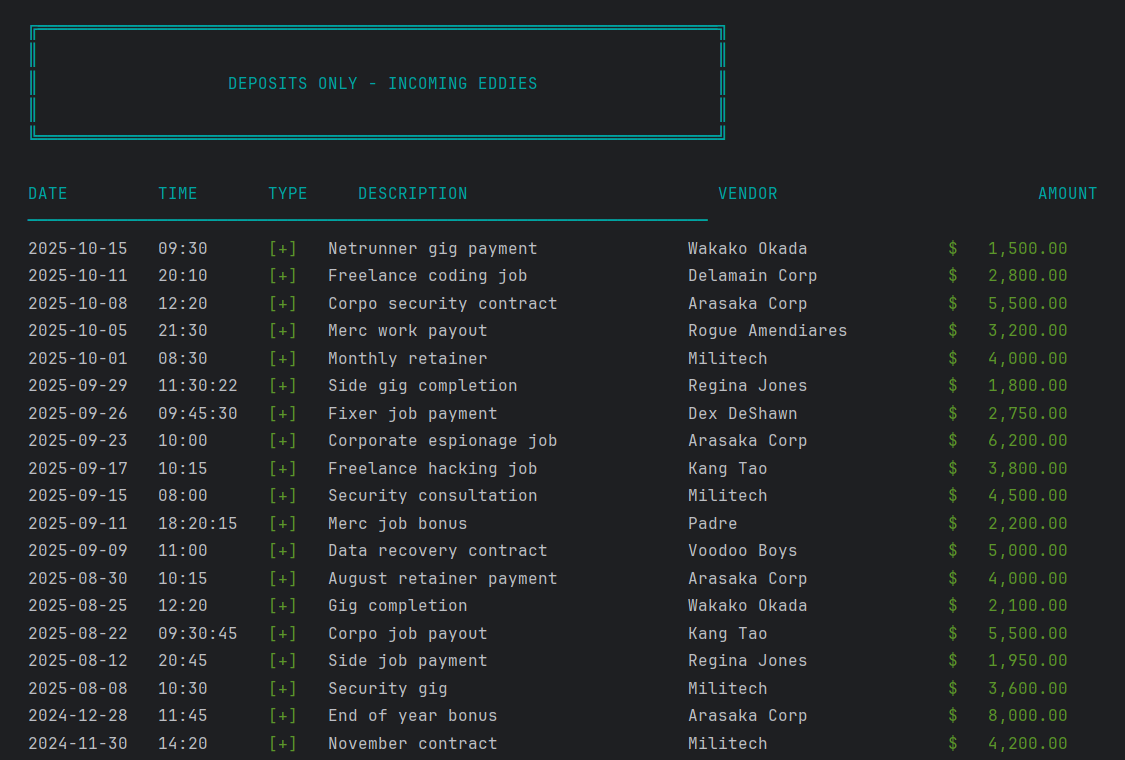 DEPOSITS ONLY - INCOMING EDDIES
DATE TIME TYPE DESCRIPTION VENDOR AMOUNT
2025-10-15 09:30 [+] Netrunner gig payment Wakako Okada $ 1,500.00
2025-10-11 20:10 [+] Freelance coding job Delamain Corp $ 2,800.00
2025-10-08 12:20 [+] Corpo security contract Arasaka Corp $ 5,500.00
2025-10-05 21:30 [+] Merc work payout Rogue Amendiares $ 3,200.00
2025-10-01 08:30 [+] Monthly retainer Militech $ 4,000.00
2025-09-29 11:30:22 [+] Side gig completion Regina Jones $ 1,800.00
2025-09-26 09:45:30 [+] Fixer job payment Dex DeShawn $ 2,750.00
2025-09-23 10:00 [+] Corporate espionage job Arasaka Corp $ 6,200.00
2025-09-17 10:15 [+] Freelance hacking job Kang Tao $ 3,800.00
2025-09-15 08:00 [+] Security consultation Militech $ 4,500.00
2025-09-11 18:20:15 [+] Merc job bonus Padre $ 2,200.00
2025-09-09 11:00 [+] Data recovery contract Voodoo Boys $ 5,000.00
2025-08-30 10:15 [+] August retainer payment Arasaka Corp $ 4,000.00
2025-08-25 12:20 [+] Gig completion Wakako Okada $ 2,100.00
2025-08-22 09:30:45 [+] Corpo job payout Kang Tao $ 5,500.00
2025-08-12 20:45 [+] Side job payment Regina Jones $ 1,950.00
2025-08-08 10:30 [+] Security gig Militech $ 3,600.00
2024-12-28 11:45 [+] End of year bonus Arasaka Corp $ 8,000.00
2024-11-30 14:20 [+] November contract Militech $ 4,200.00